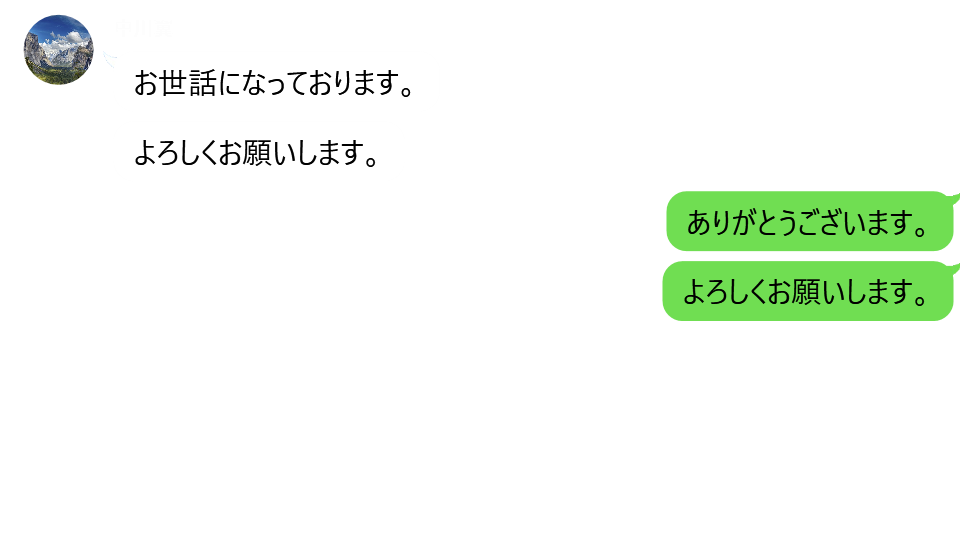 お世話になっております。
よろしくお願いします。
ありがとうございます。
よろしくお願いします。